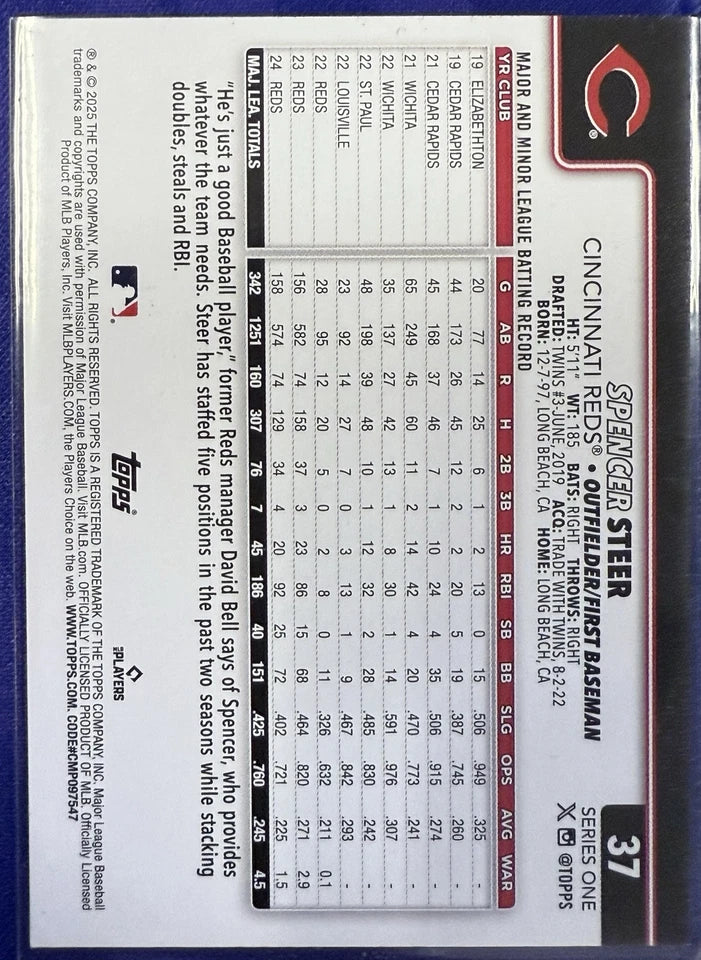 37
SERIES ONE
X @TOPPS
SPENCER STEER
CINCINNATI REDS® • OUTFIELDER/FIRST BASEMAN
HT: 5'11" WT: 185 BATS: RIGHT THROWS: RIGHT
DRAFTED: TWINS #3-JUNE, 2019 ACQ: TRADE WITH TWINS, 8-2-22
BORN: 12-7-97, LONG BEACH, CA HOME: LONG BEACH, CA
®
MAJOR AND MINOR LEAGUE BATTING RECORD
YR CLUB G AB R H 2B 3B HR RBI SB BB SLG OPS AVG WAR
19 ELIZABETHTON 20 77 14 25 6 1 2 13 0 15 .506 .949 .325 -
19 CEDAR RAPIDS 44 173 26 45 12 2 2 20 5 19 .387 .745 .260 -
21 CEDAR RAPIDS 45 168 37 46 7 1 10 24 4 35 .506 .915 .274 -
21 WICHITA 65 249 45 60 11 2 14 42 4 20 .470 .773 .241 -
22 WICHITA 35 137 27 42 13 1 8 30 1 14 .591 .976 .307 -
22 ST. PAUL 48 198 39 48 10 1 12 32 2 28 .485 .830 .242 -
22 LOUISVILLE 23 92 14 27 7 0 3 13 1 9 .467 .842 .293 -
22 REDS 28 95 12 20 5 0 2 8 0 11 .326 .632 .211 0.1
23 REDS 156 582 74 158 37 3 23 86 15 68 .464 .820 .271 2.9
24 REDS 158 574 74 129 34 4 20 92 25 72 .402 .721 .225 1.5
MAJ. LEA. TOTALS 342 1251 160 307 76 7 45 186 40 151 .425 .760 .245 4.5
"He's just a good Baseball player," former Reds manager David Bell says of Spencer, who provides
whatever the team needs. Steer has staffed five positions in the past two seasons while stacking
doubles, steals and RBI.
topps®
MLB PLAYERS
® & © 2025 THE TOPPS COMPANY, INC. ALL RIGHTS RESERVED. TOPPS IS A REGISTERED TRADEMARK OF THE TOPPS COMPANY, INC. Major League Baseball
trademarks and copyrights are used with permission of Major League Baseball. Visit MLB.com. OFFICIALLY LICENSED PRODUCT OF MLB. Officially Licensed
Product of MLB Players, Inc. Visit MLBPLAYERS.COM, the Players Choice on the web. WWW.TOPPS.COM. CODE#CMP097547